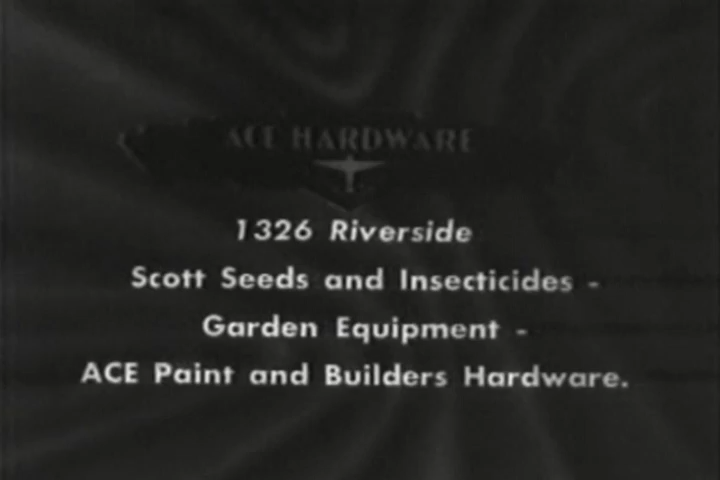 ACE HARDWARE
1326 Riverside
Scott Seeds and Insecticides -
Garden Equipment -
ACE Paint and Builders Hardware.